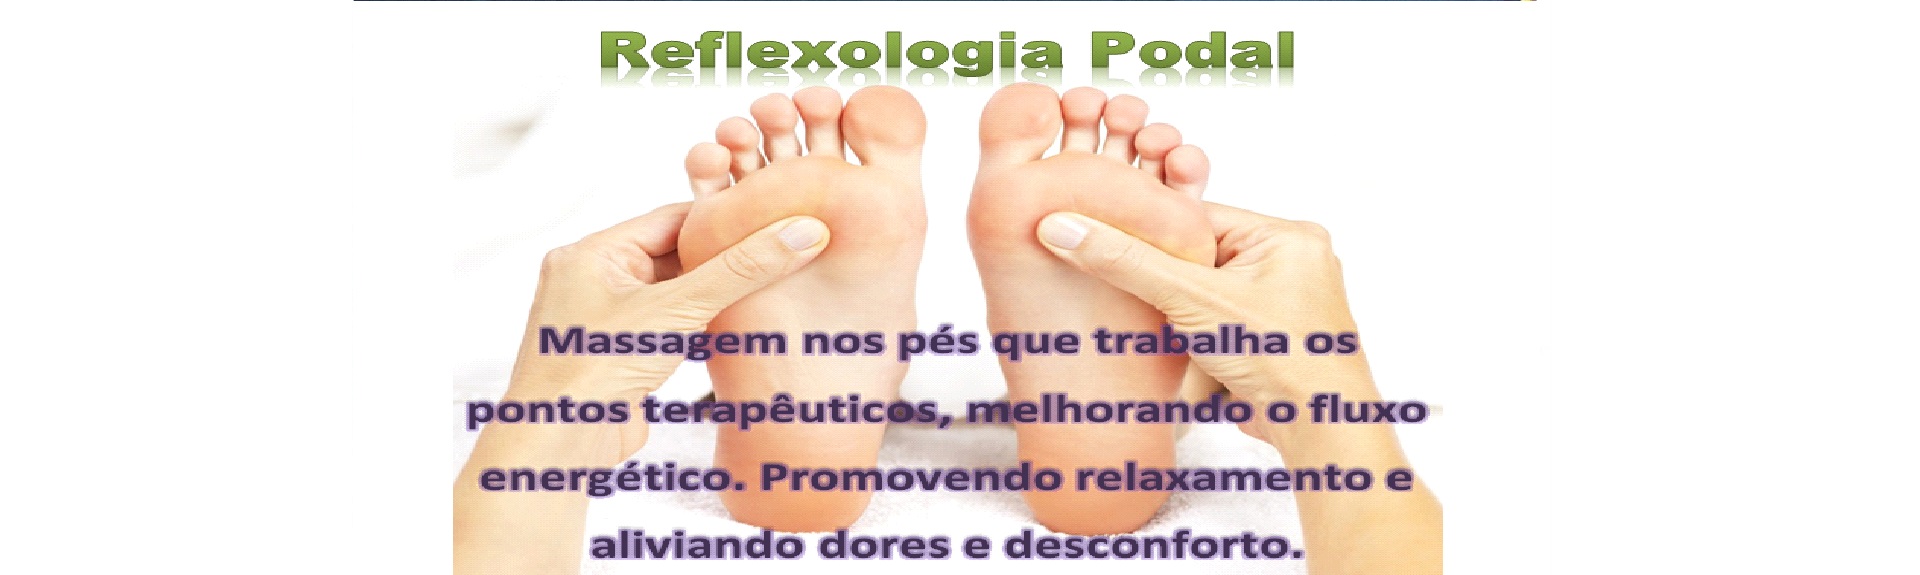 Reflexologia Podal
Massagem nos pés que trabalha os
pontos terapêuticos, melhorando o fluxo
energético. Promovendo relaxamento e
aliviando dores e desconforto.